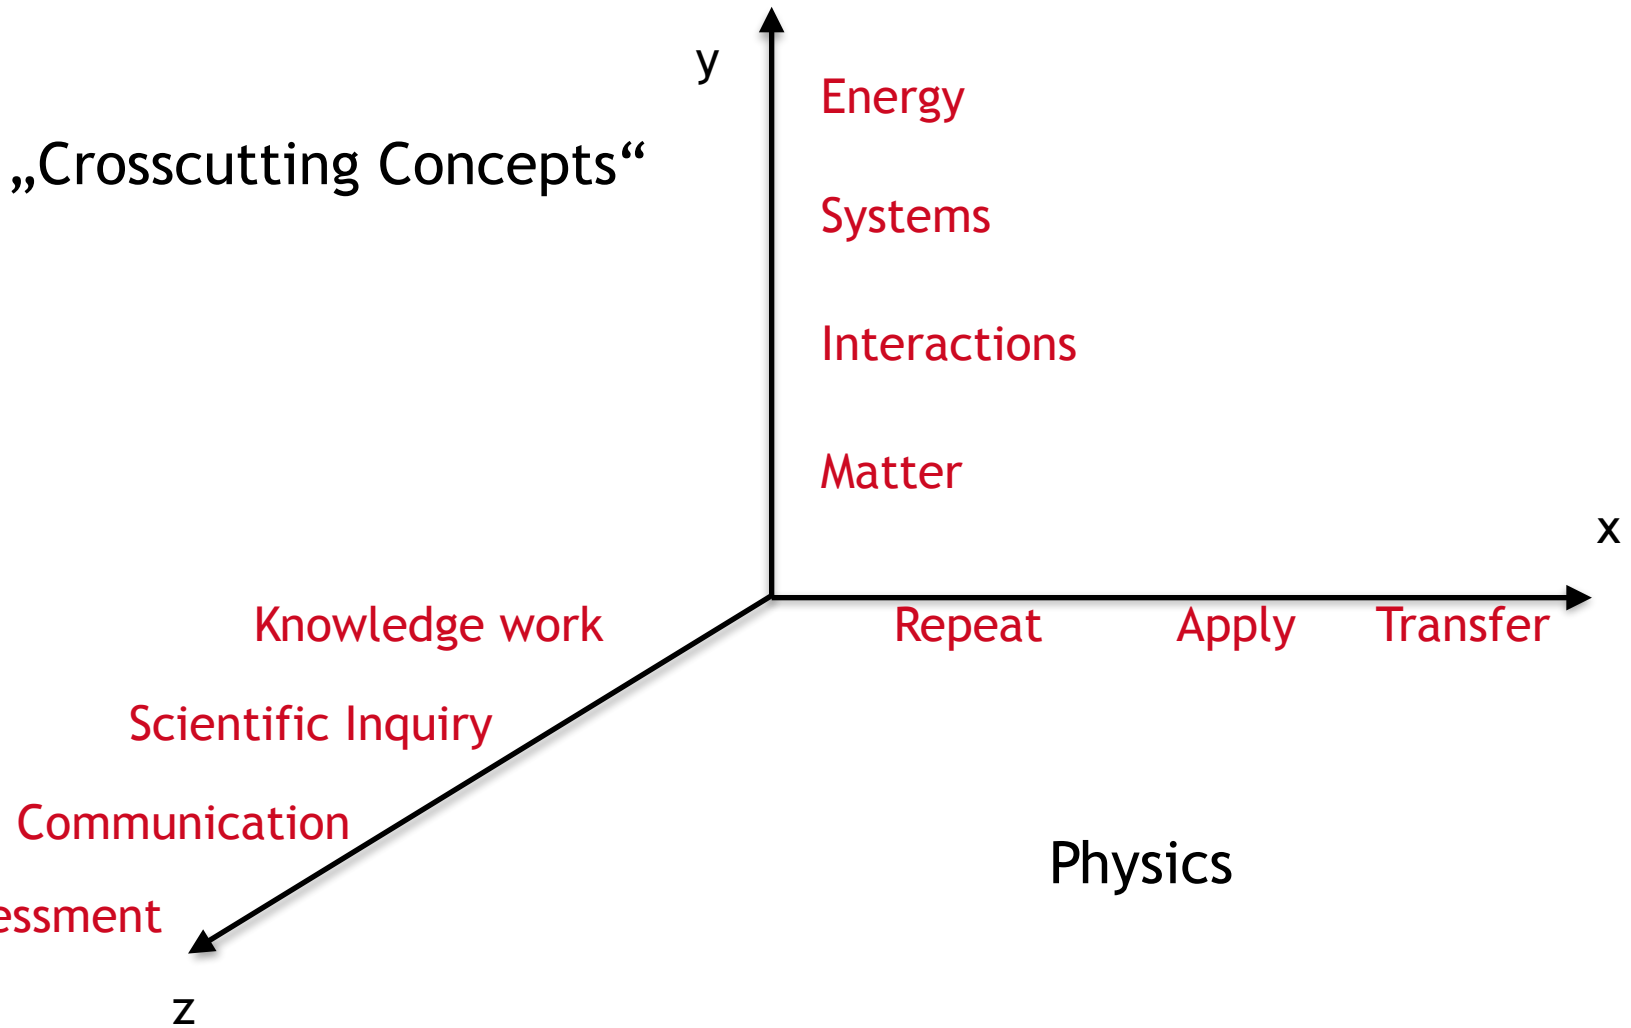 y
Energy
„Crosscutting Concepts“
Systems
Interactions
Matter
x
Knowledge work
Repeat Apply Transfer
Scientific Inquiry
Communication
Physics
essment
z